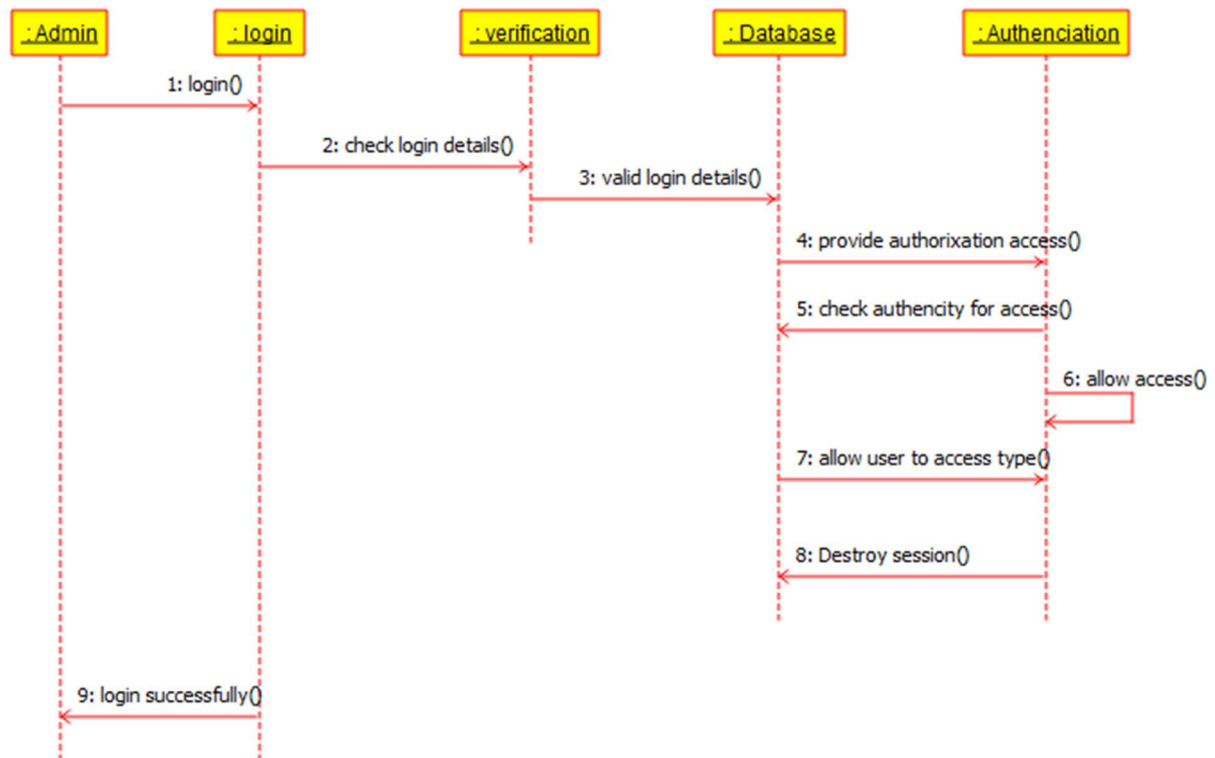 : Admin
: login
: verification
: Database
: Authenciation
1: login()
2: check login details()
3: valid login details()
4: provide authorixation access()
5: check authencity for access()
6: allow access()
7: allow user to access type()
8: Destroy session()
9: login successfully()